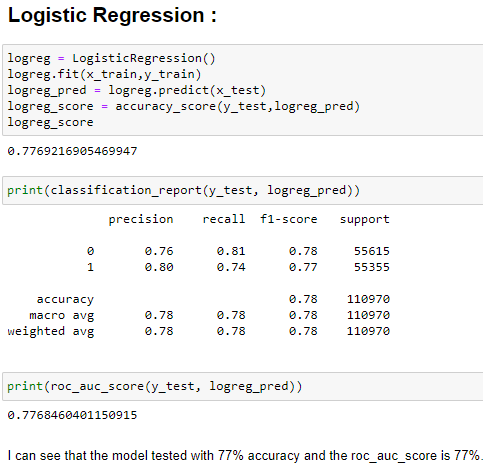 Logistic Regression :
logreg = LogisticRegression()
logreg.fit(x_train,y_train)
logreg_pred = logreg.predict(x_test)
logreg_score = accuracy_score(y_test,logreg_pred)
logreg_score
0.7769216905469947
print(classification_report(y_test, logreg_pred))
precision recall f1-score support
0 0.76 0.81 0.78 55615
1 0.80 0.74 0.77 55355
accuracy 0.78 110970
macro avg 0.78 0.78 0.78 110970
weighted avg 0.78 0.78 0.78 110970
print(roc_auc_score(y_test, logreg_pred))
0.7768460401150915
I can see that the model tested with 77% accuracy and the roc_auc_score is 77%.